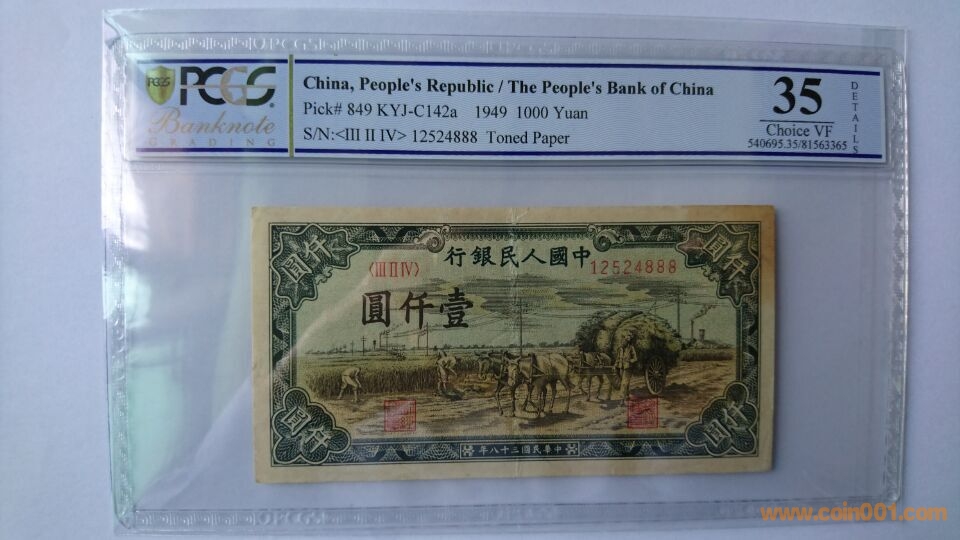 OPCGS
PCGS
PCGS
Banknote
GRADING
China, People's Republic / The People's Bank of China
Pick# 849 KYJ-C142a 1949 1000 Yuan
S/N:<III II IV> 12524888 Toned Paper
35
Choice VF
540695.35/81563365
DETAILS
行銀民人國中
圓仟
圓仟
<III II IV>
12524888
圓仟壹
圓仟
圓仟
年八十三國民華中
www.coin001.com